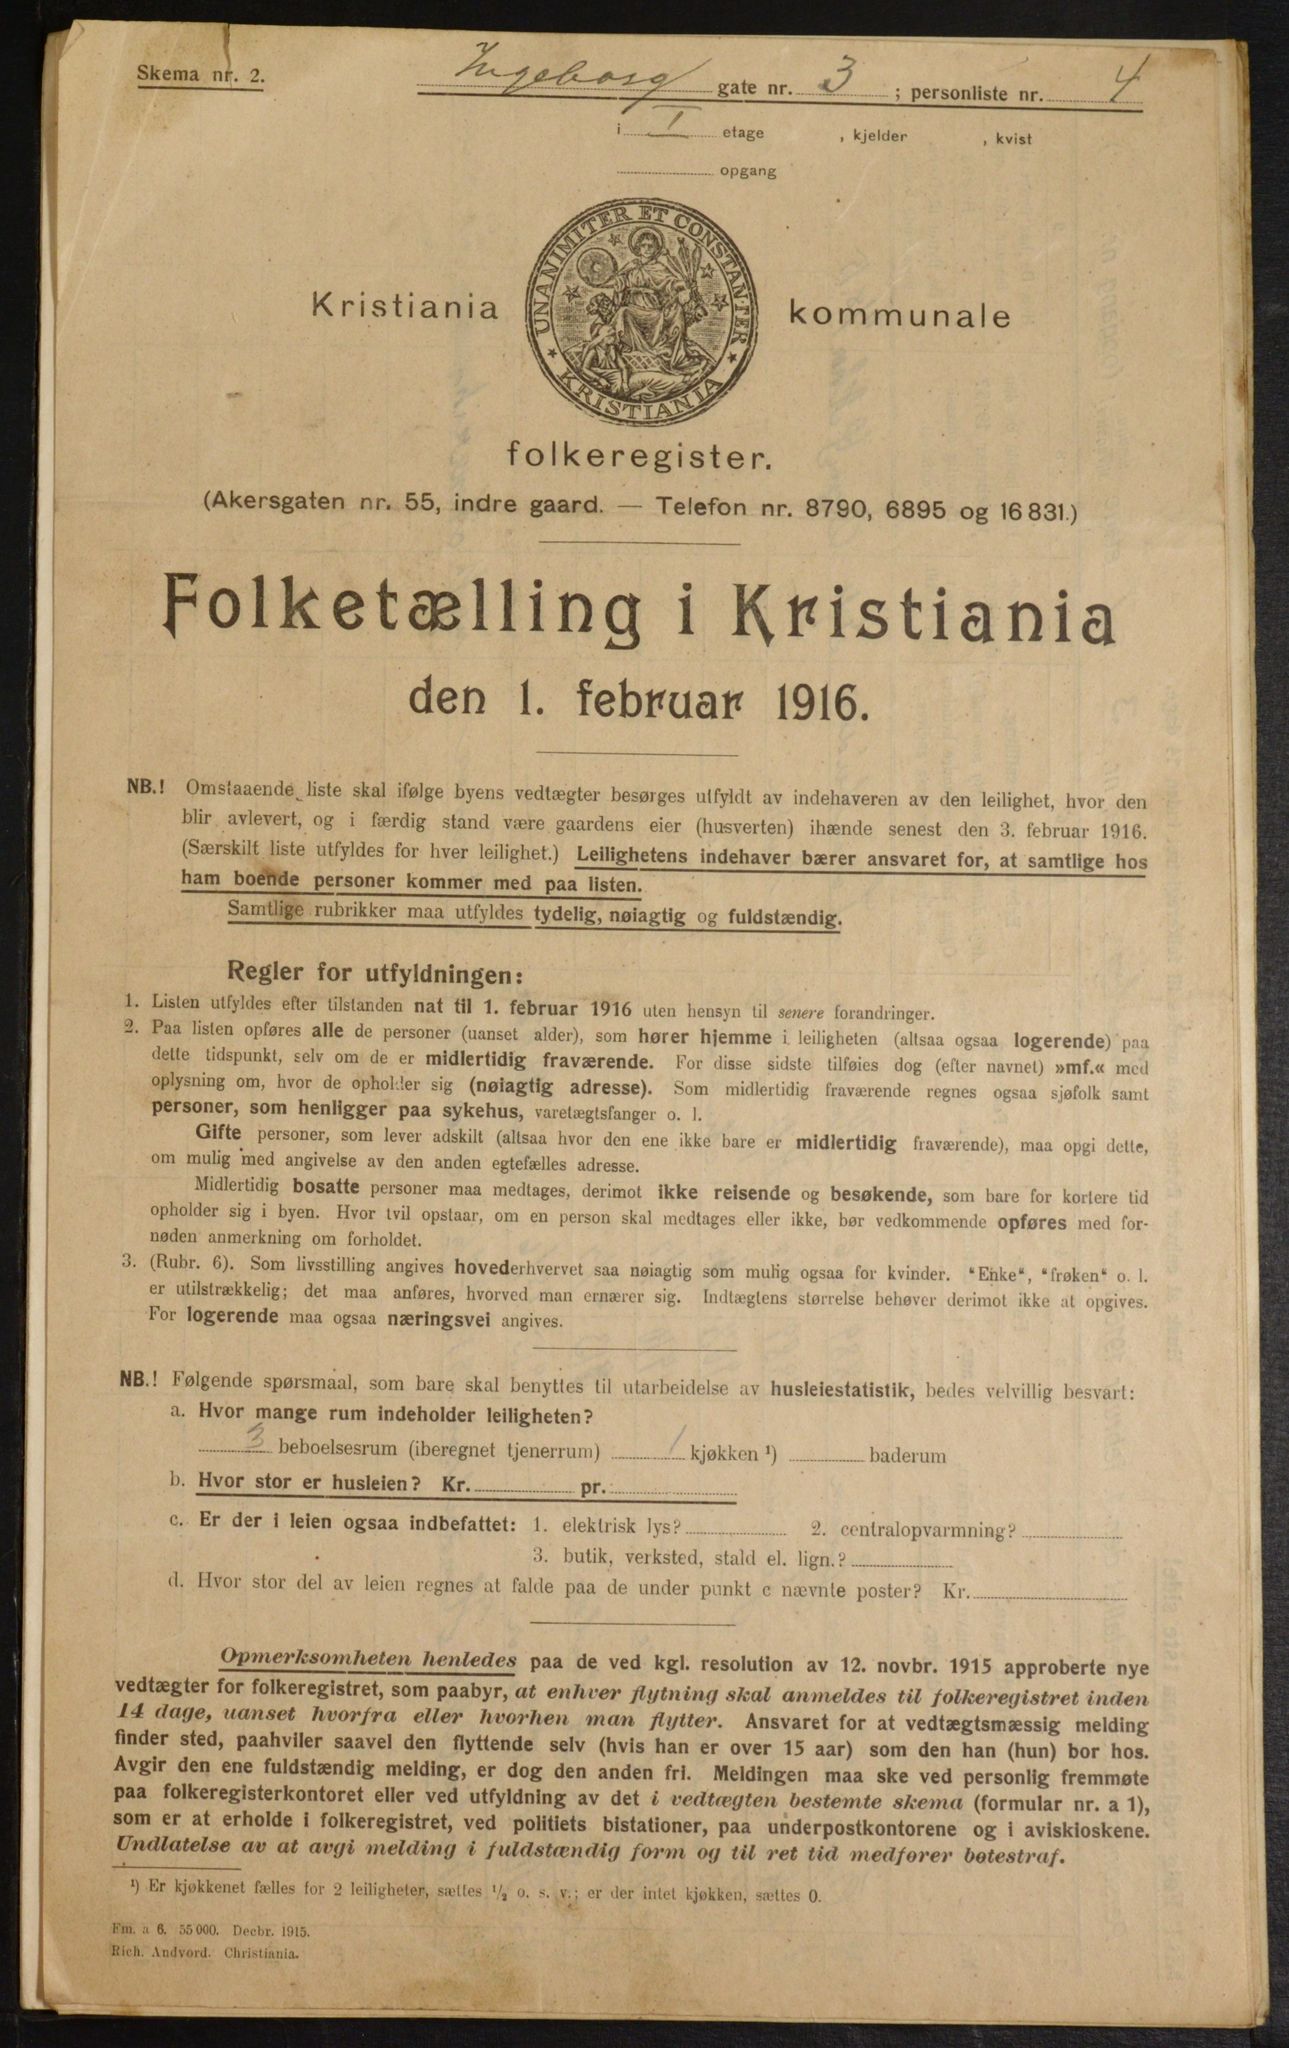 Skema nr. 2.
Ingeborg gate nr. 3 ; personliste nr. 4
i I etage , kjelder , kvist
opgang
UNANIMITER ET CONSTANTER
KRISTIANIA
Kristiania kommunale
folkeregister.
(Akersgaten nr. 55, indre gaard. — Telefon nr. 8790, 6895 og 16 831.)
Folketælling i Kristiania
den 1. februar 1916.
NB.! Omstaaende liste skal ifølge byens vedtægter besørges utfyldt av indehaveren av den leilighet, hvor den
blir avlevert, og i færdig stand være gaardens eier (husverten) ihænde senest den 3. februar 1916.
(Særskilt liste utfyldes for hver leilighet.) Leilighetens indehaver bærer ansvaret for, at samtlige hos
ham boende personer kommer med paa listen.
Samtlige rubrikker maa utfyldes tydelig, nøiagtig og fuldstændig.
Regler for utfyldningen:
1. Listen utfyldes efter tilstanden nat til 1. februar 1916 uten hensyn til senere forandringer.
2. Paa listen opføres alle de personer (uanset alder), som hører hjemme i leiligheten (altsaa ogsaa logerende) paa
dette tidspunkt, selv om de er midlertidig fraværende. For disse sidste tilføies dog (efter navnet) »mf.« med
oplysning om, hvor de opholder sig (nøiagtig adresse). Som midlertidig fraværende regnes ogsaa sjøfolk samt
personer, som henligger paa sykehus, varetægtsfanger o. l.
Gifte personer, som lever adskilt (altsaa hvor den ene ikke bare er midlertidig fraværende), maa opgi dette,
om mulig med angivelse av den anden egtefælles adresse.
Midlertidig bosatte personer maa medtages, derimot ikke reisende og besøkende, som bare for kortere tid
opholder sig i byen. Hvor tvil opstaar, om en person skal medtages eller ikke, bør vedkommende opføres med for-
nøden anmerkning om forholdet.
3. (Rubr. 6). Som livsstilling angives hovederhvervet saa nøiagtig som mulig ogsaa for kvinder. "Enke", "frøken" o. l.
er utilstrækkelig; det maa anføres, hvorved man ernærer sig. Indtægtens størrelse behøver derimot ikke at opgives.
For logerende maa ogsaa næringsvei angives.
NB.! Følgende spørsmaal, som bare skal benyttes til utarbeidelse av husleiestatistik, bedes velvillig besvart:
a. Hvor mange rum indeholder leiligheten?
3 beboelsesrum (iberegnet tjenerrum) 1 kjøkken ¹) baderum
b. Hvor stor er husleien? Kr. pr.
c. Er der i leien ogsaa indbefattet: 1. elektrisk lys? 2. centralopvarmning?
3. butik, verksted, stald el. lign.?
d. Hvor stor del av leien regnes at falde paa de under punkt c nævnte poster? Kr.
Opmerksomheten henledes paa de ved kgl. resolution av 12. novbr. 1915 approberte nye
vedtægter for folkeregistret, som paabyr, at enhver flytning skal anmeldes til folkeregistret inden
14 dage, uanset hvorfra eller hvorhen man flytter. Ansvaret for at vedtægtsmæssig melding
finder sted, paahviler saavel den flyttende selv (hvis han er over 15 aar) som den han (hun) bor hos.
Avgir den ene fuldstændig melding, er dog den anden fri. Meldingen maa ske ved personlig fremmøte
paa folkeregisterkontoret eller ved utfyldning av det i vedtægten bestemte skema (formular nr. a 1),
som er at erholde i folkeregistret, ved politiets bistationer, paa underpostkontorene og i aviskioskene.
Undlatelse av at avgi melding i fuldstændig form og til ret tid medfører bøtestraf.
¹) Er kjøkkenet fælles for 2 leiligheter, sættes ½ o. s. v.; er der intet kjøkken, sættes 0.
Fm. a 6. 55 000. Decbr. 1915.
Rich. Andvord. Christiania.